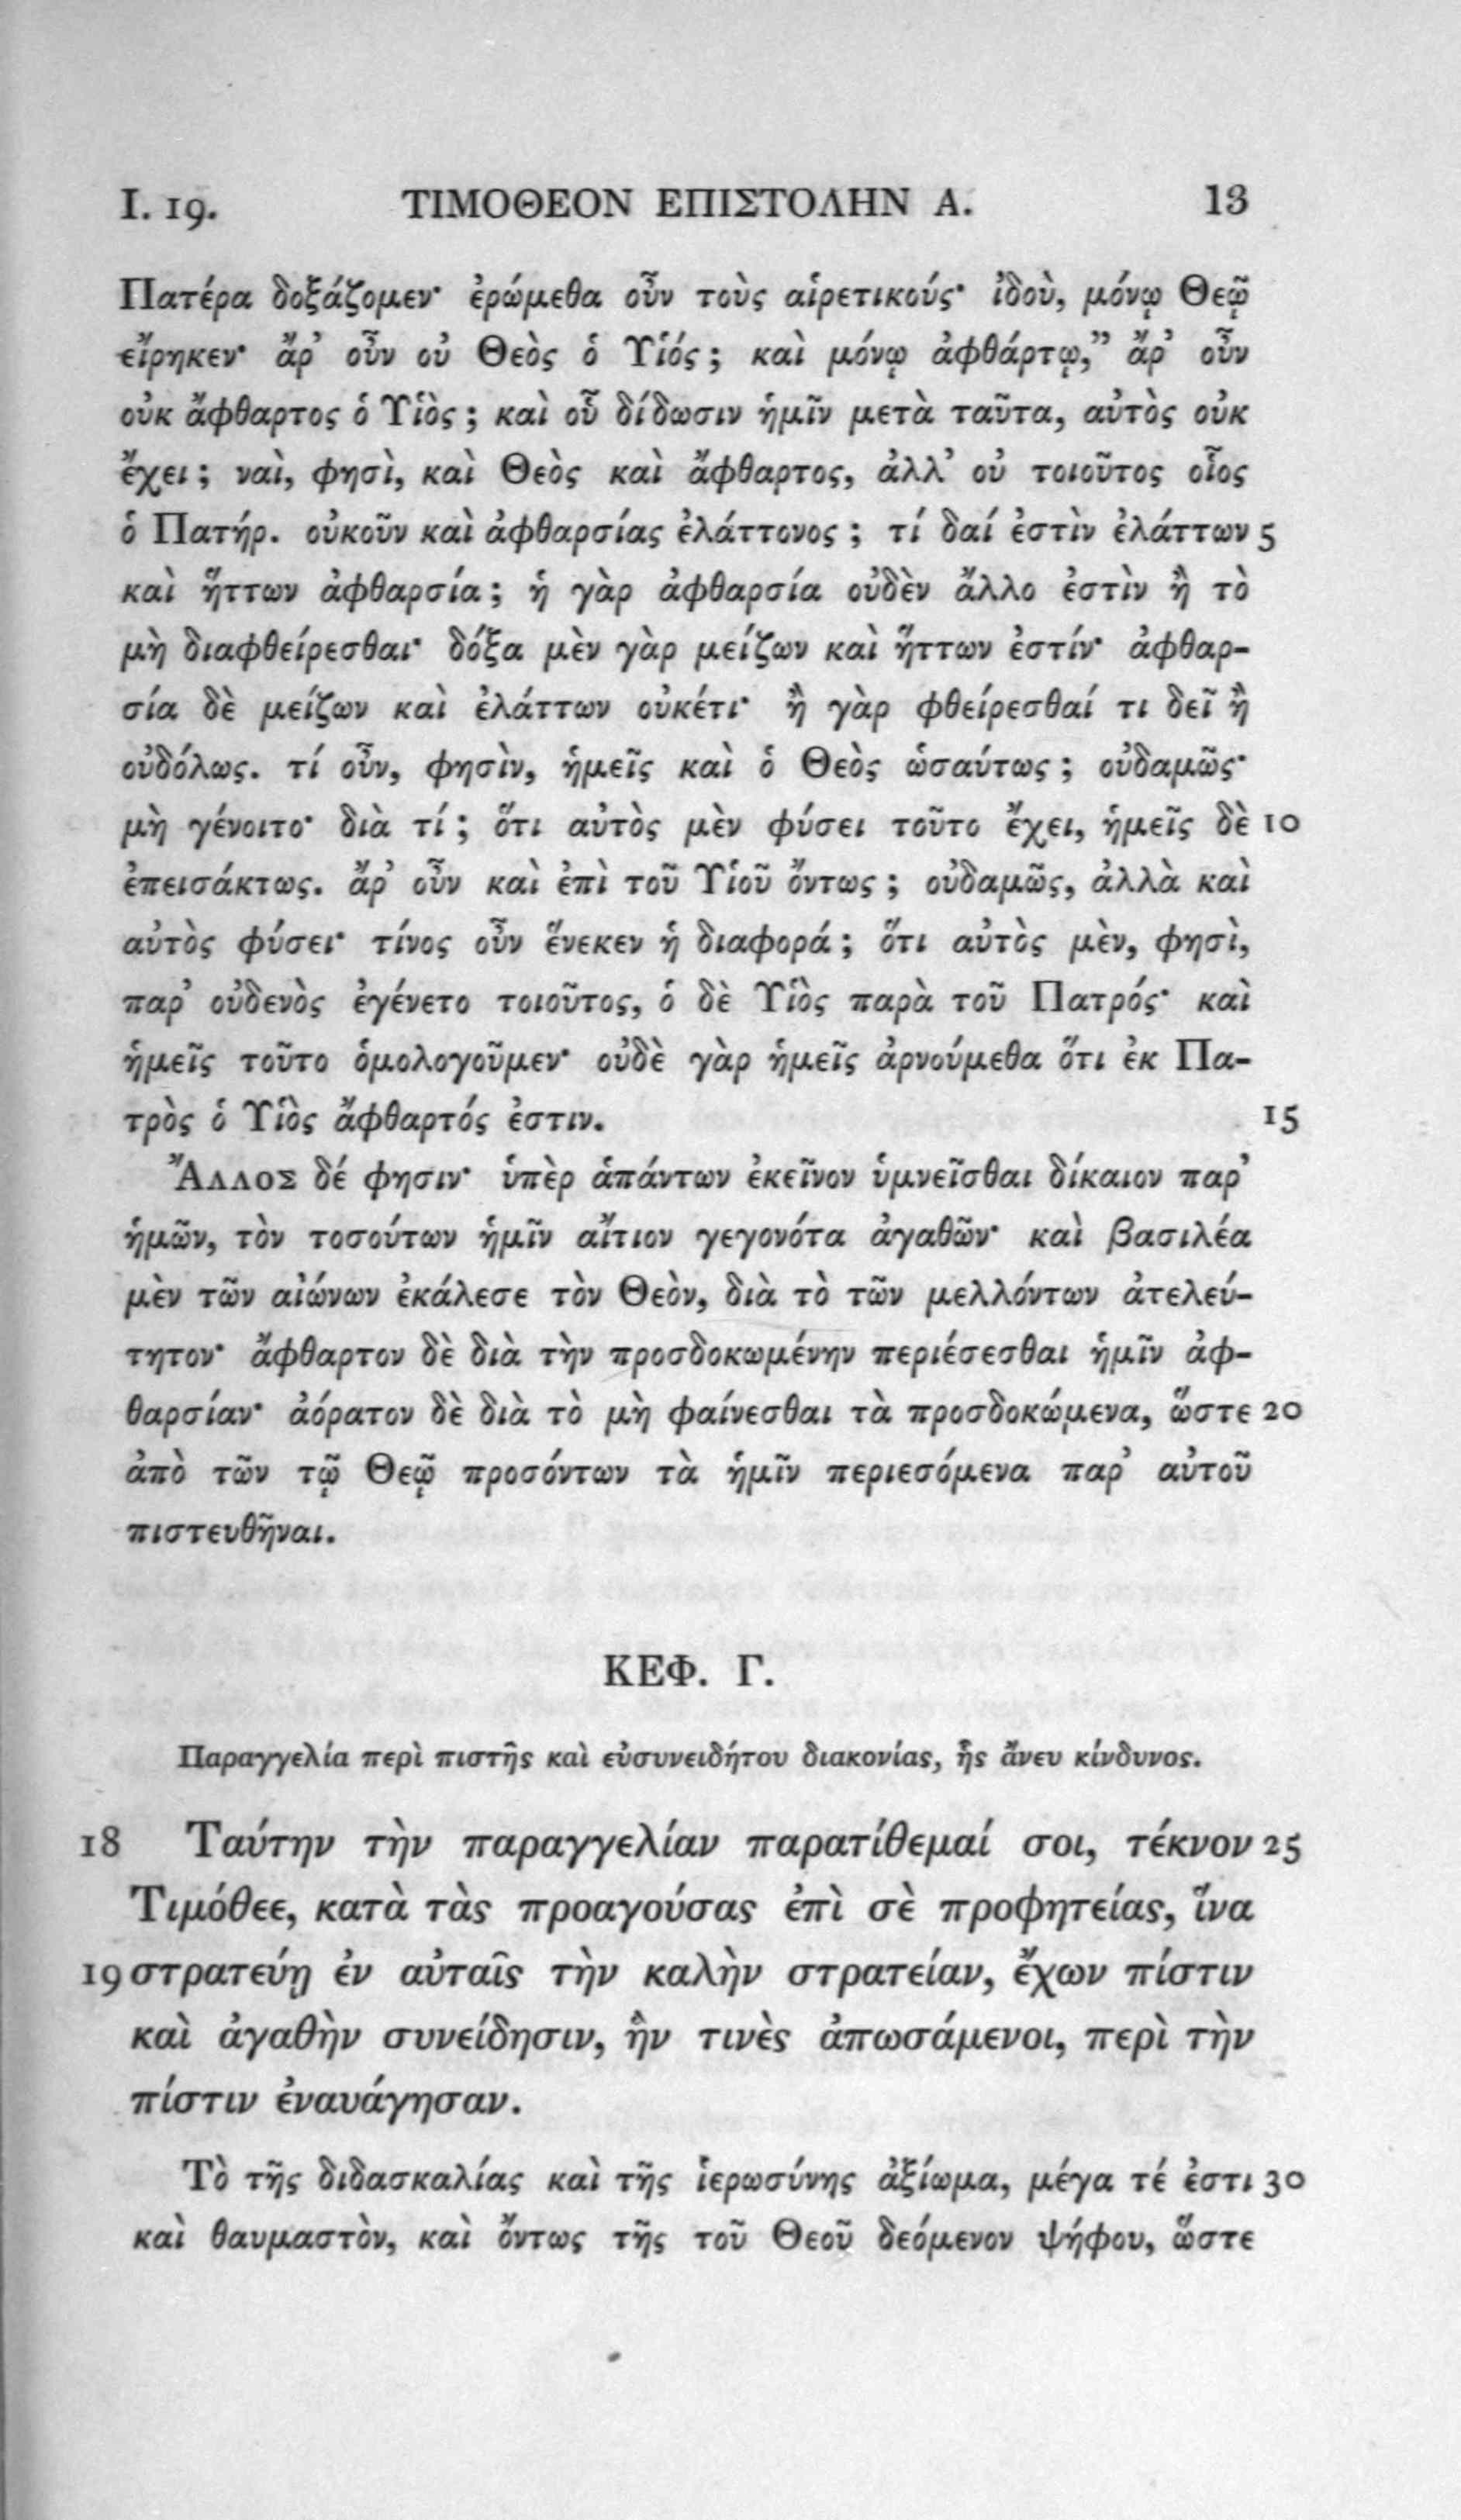 I. 19. ΤΙΜΟΘΕΟΝ ΕΠΙΣΤΟΛΗΝ Α. 13
Πατέρα δοξάζομεν· ἐρώμεθα οὖν τοὺς αἱρετικούς· ἰδοὺ, μόνῳ Θεῷ
εἴρηκεν· ἄρ’ οὖν οὐ Θεὸς ὁ Υἱός; καὶ μόνῳ ἀφθάρτῳ,” ἄρ’ οὖν
οὐκ ἄφθαρτος ὁ Υἱὸς; καὶ οὗ δίδωσιν ἡμῖν μετὰ ταῦτα, αὐτὸς οὐκ
ἔχει; ναὶ, φησὶ, καὶ Θεὸς καὶ ἄφθαρτος, ἀλλ’ οὐ τοιοῦτος οἷος
ὁ Πατήρ. οὐκοῦν καὶ ἀφθαρσίας ἐλάττονος; τί δαί ἐστὶν ἐλάττων 5
καὶ ἥττων ἀφθαρσία; ἡ γὰρ ἀφθαρσία οὐδὲν ἄλλο ἐστὶν ἢ τὸ
μὴ διαφθείρεσθαι· δόξα μὲν γὰρ μείζων καὶ ἥττων ἐστίν· ἀφθαρ-
σία δὲ μείζων καὶ ἐλάττων οὐκέτι· ἢ γὰρ φθείρεσθαί τι δεῖ ἢ
οὐδόλως. τί οὖν, φησὶν, ἡμεῖς καὶ ὁ Θεὸς ὡσαύτως; οὐδαμῶς·
μὴ γένοιτο· διὰ τί; ὅτι αὐτὸς μὲν φύσει τοῦτο ἔχει, ἡμεῖς δὲ 10
ἐπεισάκτως. ἄρ’ οὖν καὶ ἐπὶ τοῦ Υἱοῦ ὄντως; οὐδαμῶς, ἀλλὰ καὶ
αὐτὸς φύσει· τίνος οὖν ἕνεκεν ἡ διαφορά; ὅτι αὐτὸς μὲν, φησὶ,
παρ’ οὐδενὸς ἐγένετο τοιοῦτος, ὁ δὲ Υἱὸς παρὰ τοῦ Πατρός· καὶ
ἡμεῖς τοῦτο ὁμολογοῦμεν· οὐδὲ γὰρ ἡμεῖς ἀρνούμεθα ὅτι ἐκ Πα-
τρὸς ὁ Υἱὸς ἄφθαρτός ἐστιν. 15
Ἄλλος δέ φησιν· ὑπὲρ ἁπάντων ἐκεῖνον ὑμνεῖσθαι δίκαιον παρ’
ἡμῶν, τὸν τοσούτων ἡμῖν αἴτιον γεγονότα ἀγαθῶν· καὶ βασιλέα
μὲν τῶν αἰώνων ἐκάλεσε τὸν Θεὸν, διὰ τὸ τῶν μελλόντων ἀτελεύ-
τητον· ἄφθαρτον δὲ διὰ τὴν προσδοκωμένην περιέσεσθαι ἡμῖν ἀφ-
θαρσίαν· ἀόρατον δὲ διὰ τὸ μὴ φαίνεσθαι τὰ προσδοκώμενα, ὥστε 20
ἀπὸ τῶν τῷ Θεῷ προσόντων τὰ ἡμῖν περιεσόμενα παρ’ αὐτοῦ
πιστευθῆναι.
ΚΕΦ. Γ.
Παραγγελία περὶ πιστῆς καὶ εὐσυνειδήτου διακονίας, ἧς ἄνευ κίνδυνος.
18 Ταύτην τὴν παραγγελίαν παρατίθεμαί σοι, τέκνον 25
Τιμόθεε, κατὰ τὰς προαγούσας ἐπὶ σὲ προφητείας, ἵνα
19 στρατεύῃ ἐν αὐταῖς τὴν καλὴν στρατείαν, ἔχων πίστιν
καὶ ἀγαθὴν συνείδησιν, ἥν τινὲς ἀπωσάμενοι, περὶ τὴν
πίστιν ἐναυάγησαν.
Τὸ τῆς διδασκαλίας καὶ τῆς ἱερωσύνης ἀξίωμα, μέγα τέ ἐστι 30
καὶ θαυμαστὸν, καὶ ὄντως τῆς τοῦ Θεοῦ δεόμενον ψήφου, ὥστε